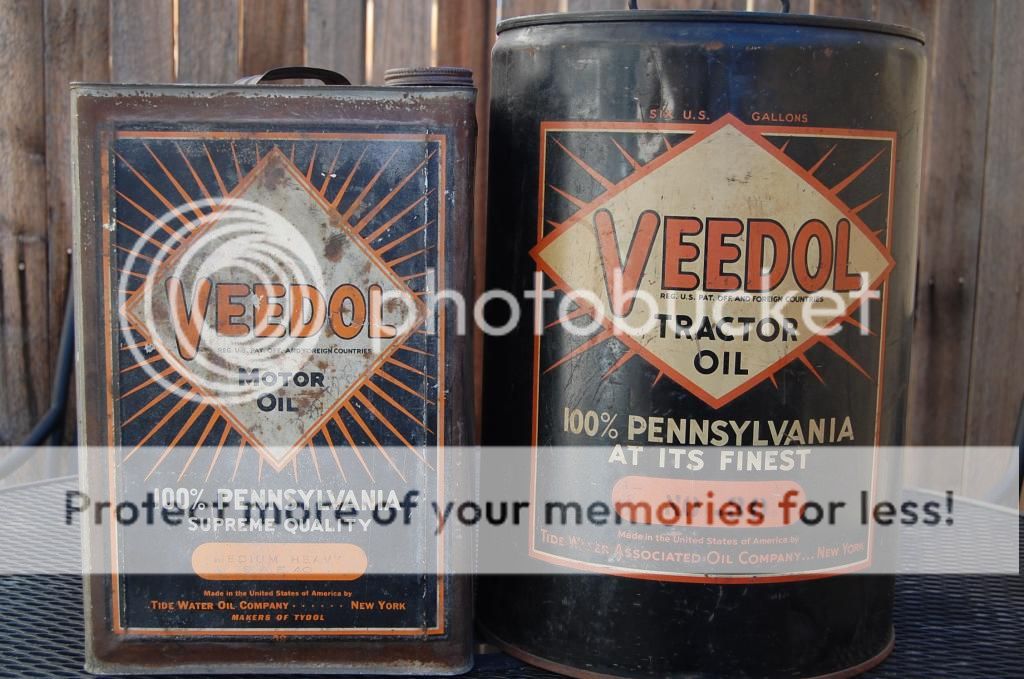 VEEDOL
REG. U.S. PAT. OFF. AND FOREIGN COUNTRIES
MOTOR
OIL
100% PENNSYLVANIA
SUPREME QUALITY
MEDIUM HEAVY
Made in the United States of America by
TIDE WATER OIL COMPANY ······ NEW YORK
MAKERS OF TYDOL
SIX U.S. GALLONS
VEEDOL
REG. U.S. PAT. OFF. AND FOREIGN COUNTRIES
TRACTOR
OIL
100% PENNSYLVANIA
AT ITS FINEST
Made in the United States of America by
TIDE WATER ASSOCIATED OIL COMPANY... NEW YORK
photobucket
Protect more of your memories for less!